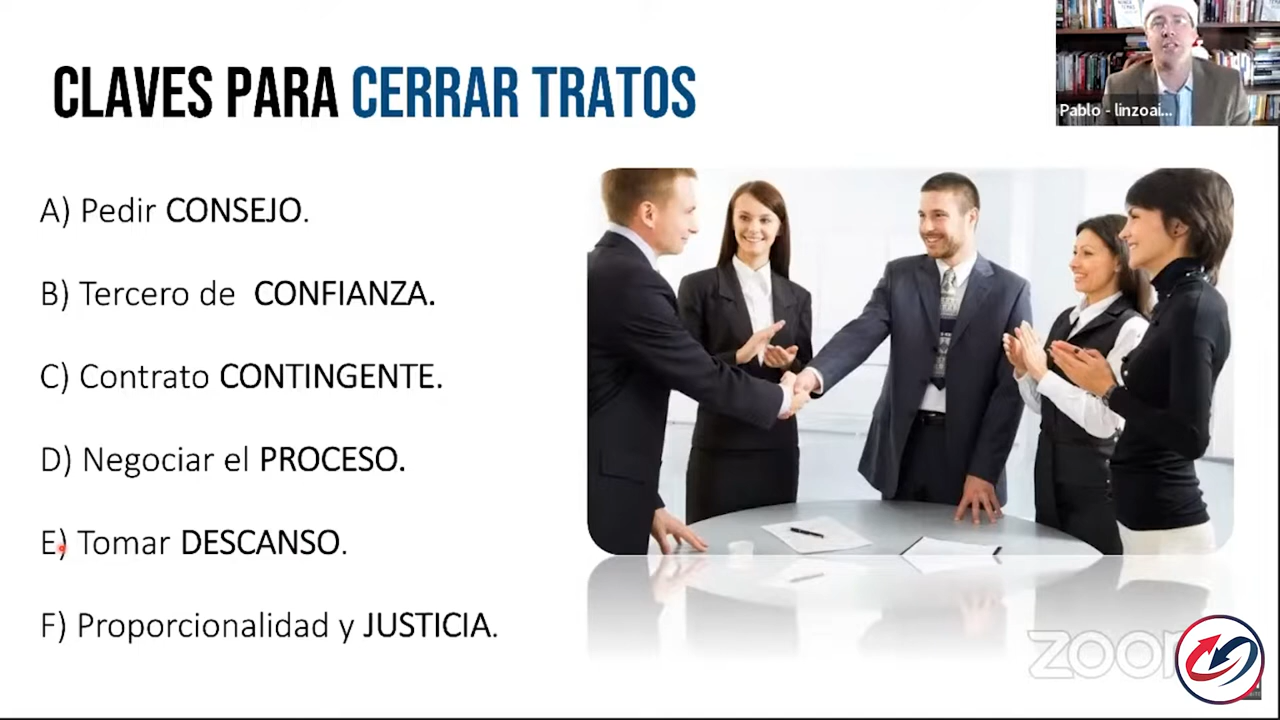 CLAVES PARA CERRAR TRATOS
Pablo - linzoai...
A) Pedir CONSEJO.
B) Tercero de CONFIANZA.
C) Contrato CONTINGENTE.
D) Negociar el PROCESO.
E) Tomar DESCANSO.
F) Proporcionalidad y JUSTICIA.
zoom